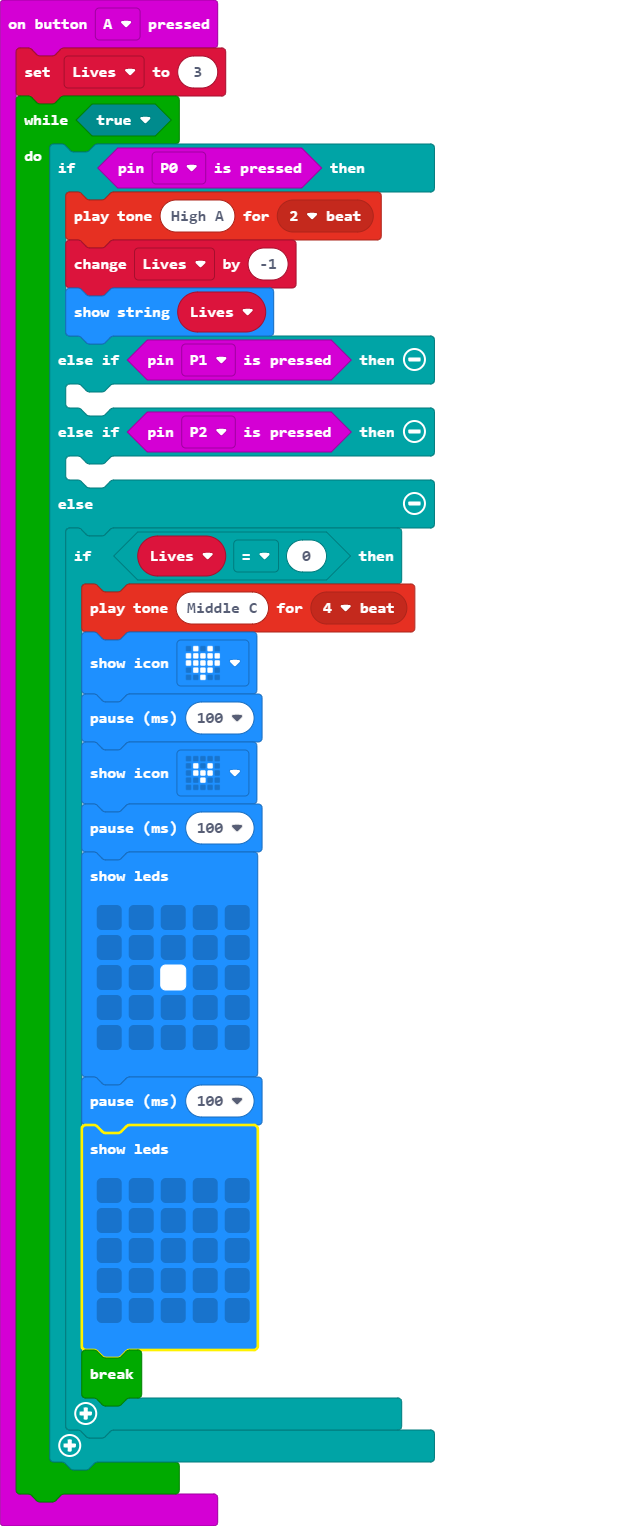 on button A pressed
set Lives to 3
while true
do
if pin P0 is pressed then
play tone High A for 2 beat
change Lives by -1
show string Lives
else if pin P1 is pressed then
else if pin P2 is pressed then
else
if Lives = 0 then
play tone Middle C for 4 beat
show icon
pause (ms) 100
show icon
pause (ms) 100
show leds
pause (ms) 100
show leds
break